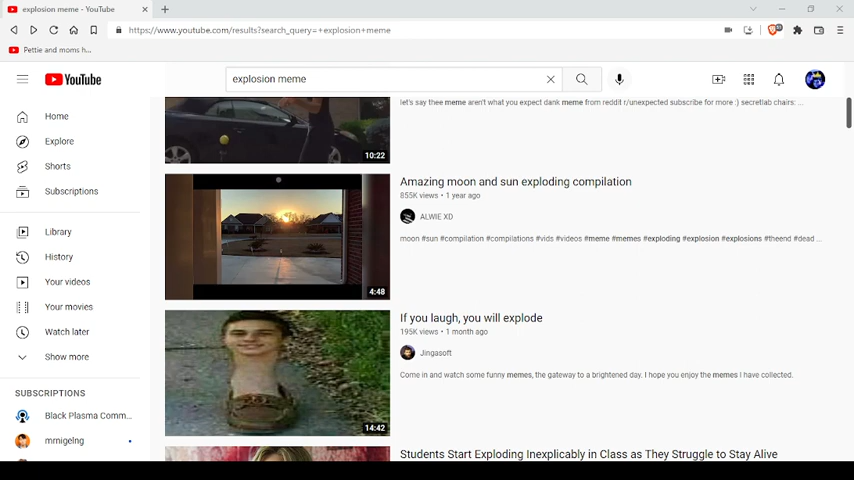 explosion meme - YouTube
https://www.youtube.com/results?search_query=+explosion+meme
Pettie and moms h...
YouTube
explosion meme
Home
Explore
Shorts
Subscriptions
Library
History
Your videos
Your movies
Watch later
Show more
SUBSCRIPTIONS
Black Plasma Comm...
mrnigelng
let's say thee meme aren't what you expect dank meme from reddit r/unexpected subscribe for more :) secretlab chairs: ...
10:22
Amazing moon and sun exploding compilation
855K views • 1 year ago
ALWIE XD
moon #sun #compilation #compilations #vids #videos #meme #memes #exploding #explosion #explosions #theend #dead ...
4:48
If you laugh, you will explode
195K views • 1 month ago
Jingasoft
Come in and watch some funny memes, the gateway to a brightened day. I hope you enjoy the memes I have collected.
14:42
Students Start Exploding Inexplicably in Class as They Struggle to Stay Alive